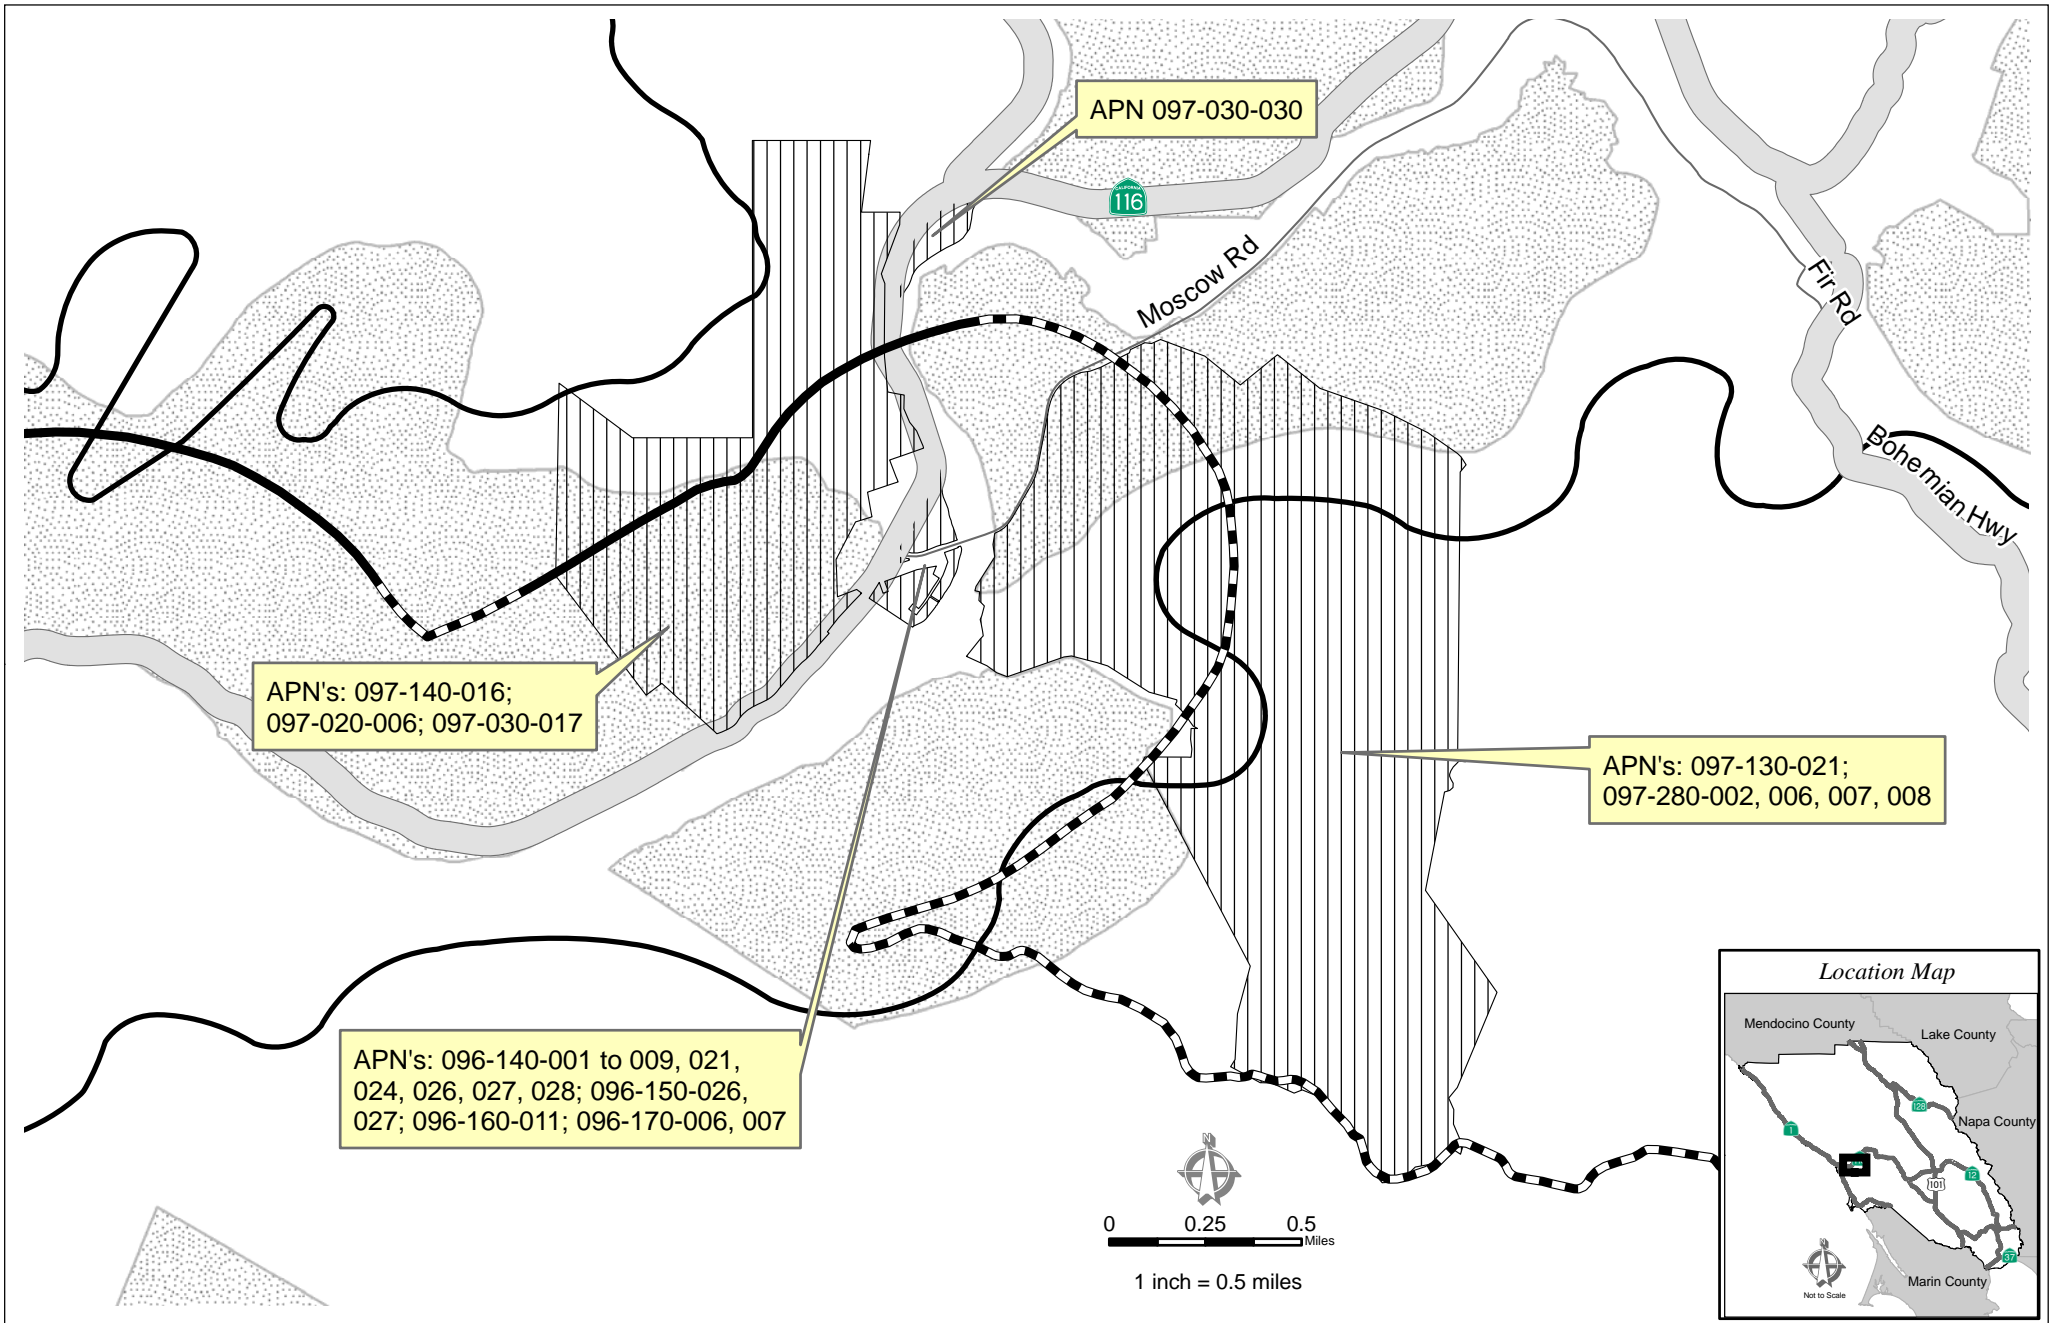 APN 097-030-030
CALIFORNIA
116
Moscow Rd
Fir Rd
Bohemian Hwy
APN's: 097-140-016;
097-020-006; 097-030-017
APN's: 097-130-021;
097-280-002, 006, 007, 008
APN's: 096-140-001 to 009, 021,
024, 026, 027, 028; 096-150-026,
027; 096-160-011; 096-170-006, 007
N
0 0.25 0.5
Miles
1 inch = 0.5 miles
Location Map
Mendocino County
Lake County
128
Napa County
1
12
101
37
N
Marin County
Not to Scale